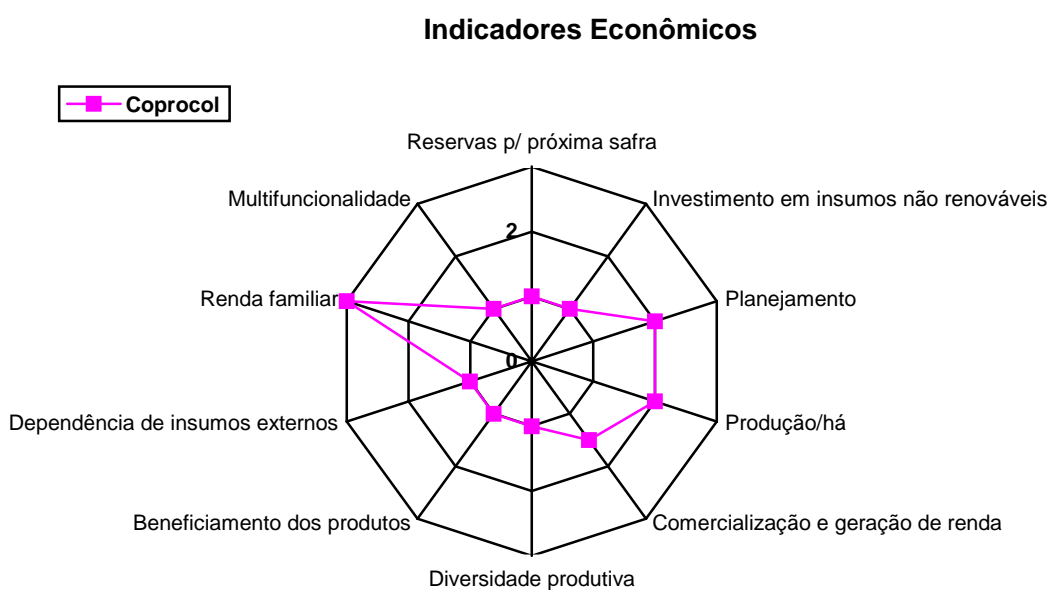 Indicadores Econômicos
Coprocol
Reservas p/ próxima safra
Multifuncionalidade
Investimento em insumos não renováveis
2
Renda familiar
Planejamento
0
Dependência de insumos externos
Produção/há
Beneficiamento dos produtos
Comercialização e geração de renda
Diversidade produtiva